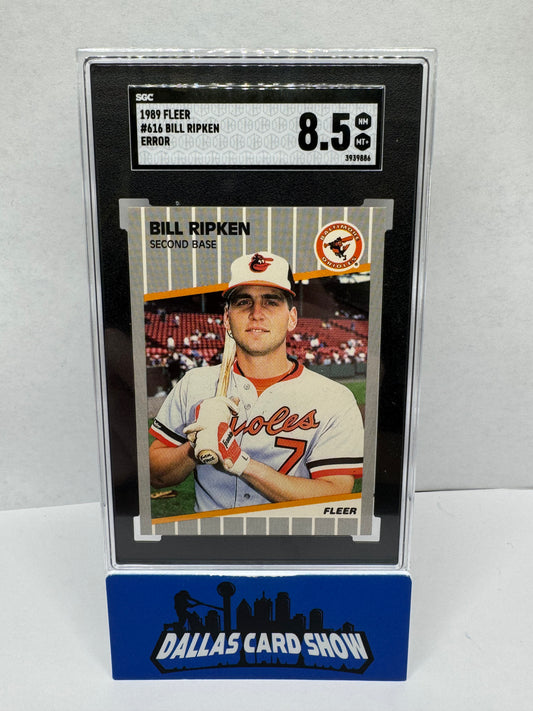 SGC
1989 FLEER
#616 BILL RIPKEN
ERROR
8.5
NM
MT+
3939886
BILL RIPKEN
SECOND BASE
BALTIMORE
ORIOLES
Orioles
7
FLEER
DALLAS CARD SHOW